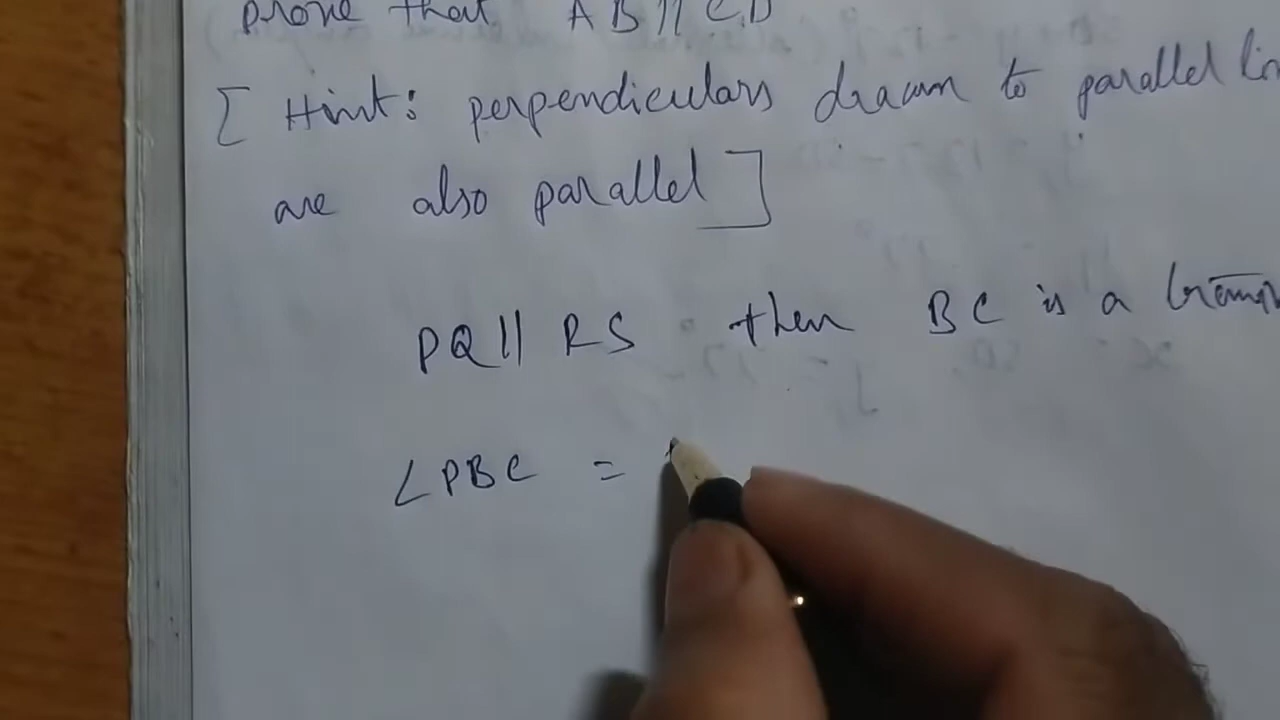 prove that AB || CD
[ Hint: perpendiculars drawn to parallel
are also parallel ]
PQ || RS then BC is a
∠PBC =